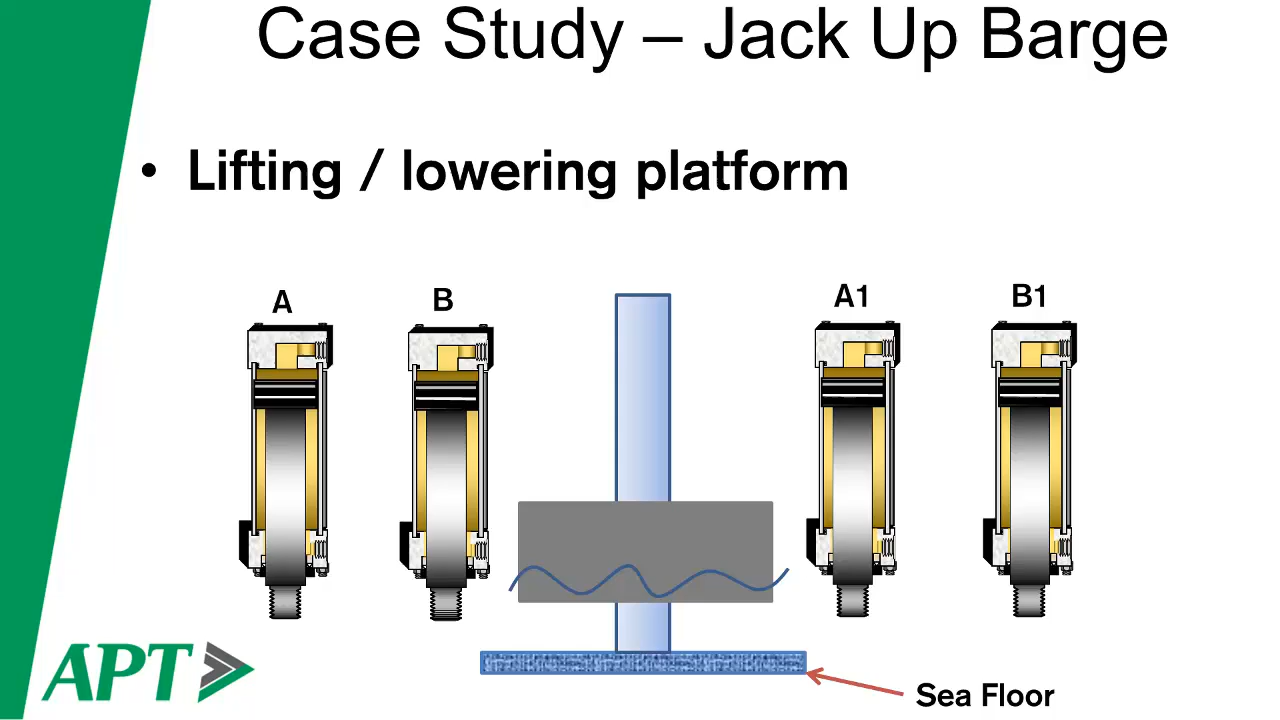 Case Study – Jack Up Barge
• Lifting / lowering platform
A
B
A1
B1
Sea Floor
APT